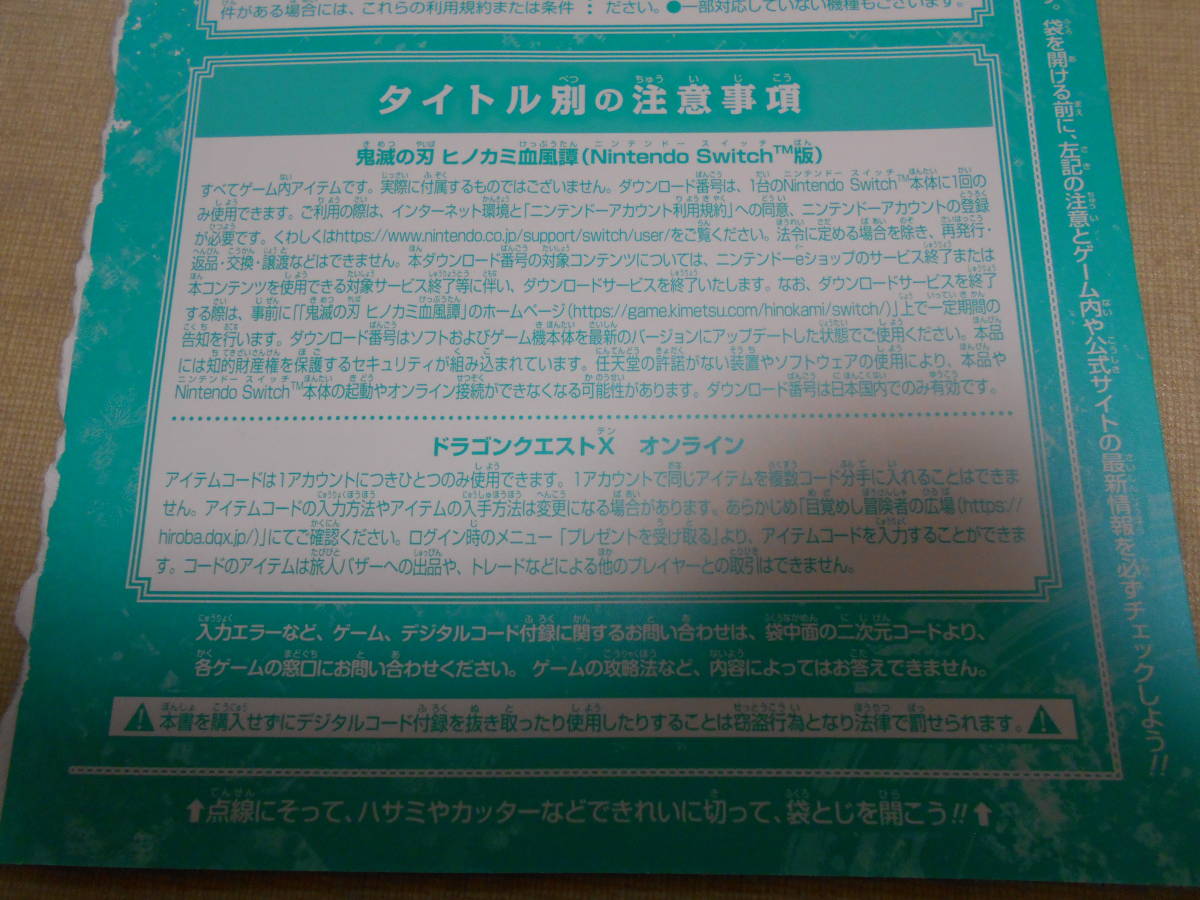 件がある場合には、これらの利用規約または条件
ださい。●一部対応していない機種もございます。
タイトル別の注意事項
鬼滅の刃 ヒノカミ血風譚(Nintendo Switch™版)
すべてゲーム内アイテムです。実際に付属するものではございません。ダウンロード番号は、1台のNintendo Switch™本体に1回の
み使用できます。ご利用の際は、インターネット環境と「ニンテンドーアカウント利用規約」への同意、ニンテンドーアカウントの登録
が必要です。くわしくはhttps://www.nintendo.co.jp/support/switch/user/をご覧ください。法令に定める場合を除き、再発行・
返品・交換・譲渡などはできません。本ダウンロード番号の対象コンテンツについては、ニンテンドーeショップのサービス終了または
本コンテンツを使用できる対象サービス終了等に伴い、ダウンロードサービスを終了いたします。なお、ダウンロードサービスを終了
する際は、事前に「「鬼滅の刃 ヒノカミ血風譚」のホームページ(https://game.kimetsu.com/hinokami/switch/)」上で一定期間の
告知を行います。ダウンロード番号はソフトおよびゲーム機本体を最新のバージョンにアップデートした状態でご使用ください。本品
には知的財産権を保護するセキュリティが組み込まれています。任天堂の許諾がない装置やソフトウェアの使用により、本品や
Nintendo Switch™本体の起動やオンライン接続ができなくなる可能性があります。ダウンロード番号は日本国内でのみ有効です。
ドラゴンクエストX オンライン
アイテムコードは1アカウントにつきひとつのみ使用できます。1アカウントで同じアイテムを複数コード分手に入れることはできま
せん。アイテムコードの入力方法やアイテムの入手方法は変更になる場合があります。あらかじめ「目覚めし冒険者の広場(https://
hiroba.dqx.jp/)」にてご確認ください。ログイン時のメニュー「プレゼントを受け取る」より、アイテムコードを入力することができま
す。コードのアイテムは旅人バザーへの出品や、トレードなどによる他のプレイヤーとの取引はできません。
入力エラーなど、ゲーム、デジタルコード付録に関するお問い合わせは、袋中面の二次元コードより、
各ゲームの窓口にお問い合わせください。ゲームの攻略法など、内容によってはお答えできません。
本書を購入せずにデジタルコード付録を抜き取ったり使用したりすることは窃盗行為となり法律で罰せられます。
↑点線にそって、ハサミやカッターなどできれいに切って、袋とじを開こう!!↑
。袋を開ける前に、左記の注意とゲーム内や公式サイトの最新情報を必ずチェックしよう!!